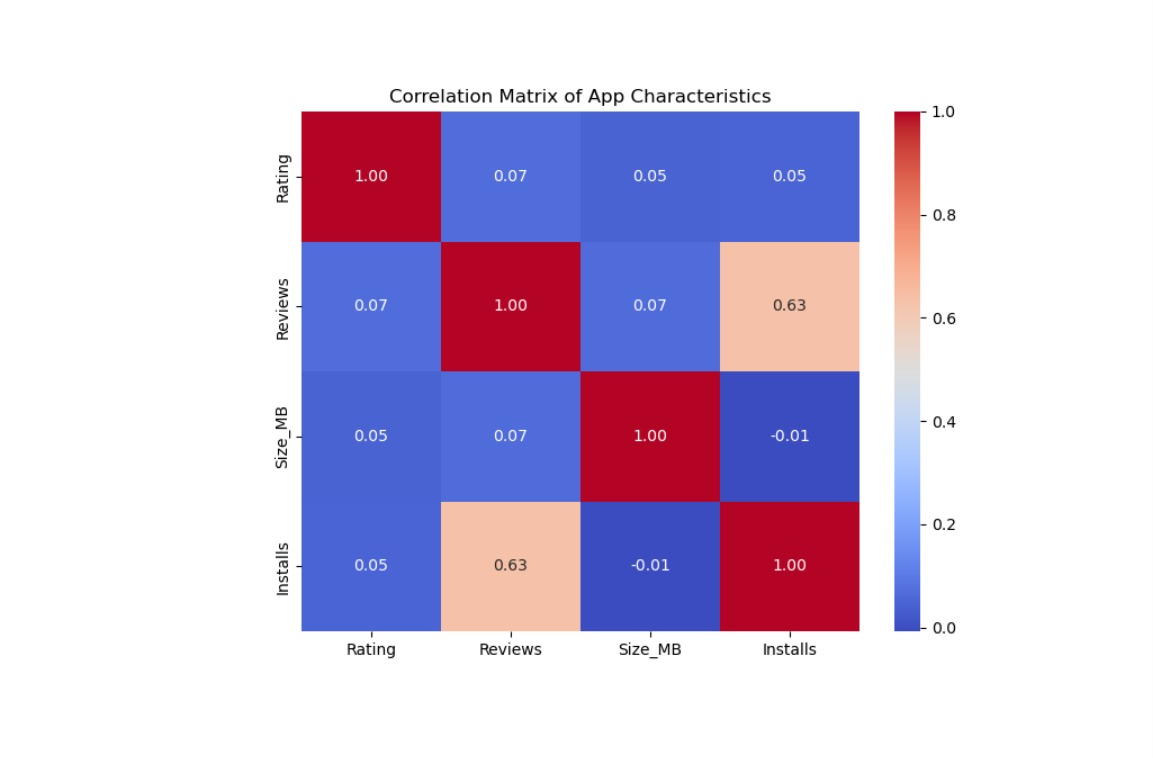 Correlation Matrix of App Characteristics
Rating 1.00 0.07 0.05 0.05
Reviews 0.07 1.00 0.07 0.63
Size_MB 0.05 0.07 1.00 -0.01
Installs 0.05 0.63 -0.01 1.00
Rating Reviews Size_MB Installs
1.0
0.8
0.6
0.4
0.2
0.0